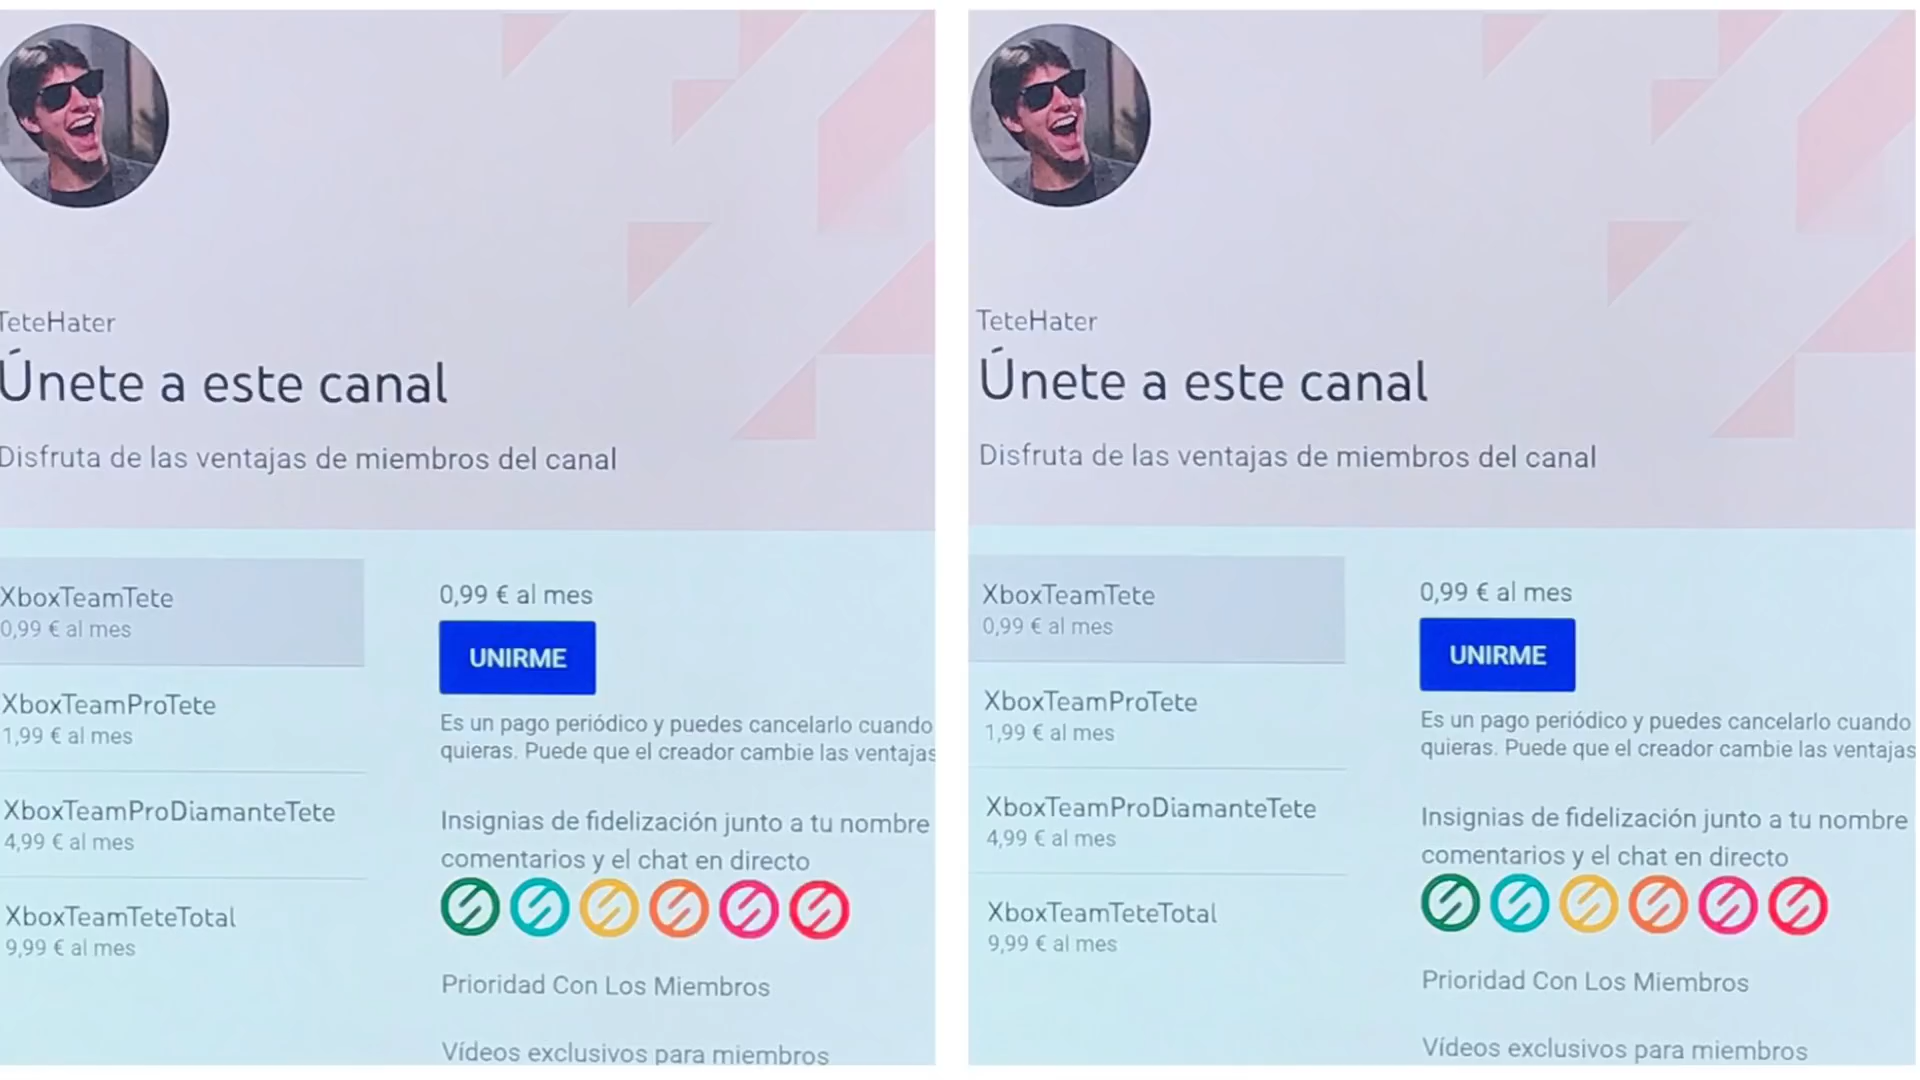 TeteHater
Únete a este canal
Disfruta de las ventajas de miembros del canal
XboxTeamTete
0,99 € al mes
XboxTeamProTete
1,99 € al mes
XboxTeamProDiamanteTete
4,99 € al mes
XboxTeamTeteTotal
9,99 € al mes
0,99 € al mes
UNIRME
Es un pago periódico y puedes cancelarlo cuando
quieras. Puede que el creador cambie las ventajas
Insignias de fidelización junto a tu nombre
comentarios y el chat en directo
Prioridad Con Los Miembros
Vídeos exclusivos para miembros
TeteHater
Únete a este canal
Disfruta de las ventajas de miembros del canal
XboxTeamTete
0,99 € al mes
XboxTeamProTete
1,99 € al mes
XboxTeamProDiamanteTete
4,99 € al mes
XboxTeamTeteTotal
9,99 € al mes
0,99 € al mes
UNIRME
Es un pago periódico y puedes cancelarlo cuando
quieras. Puede que el creador cambie las ventajas
Insignias de fidelización junto a tu nombre
comentarios y el chat en directo
Prioridad Con Los Miembros
Vídeos exclusivos para miembros